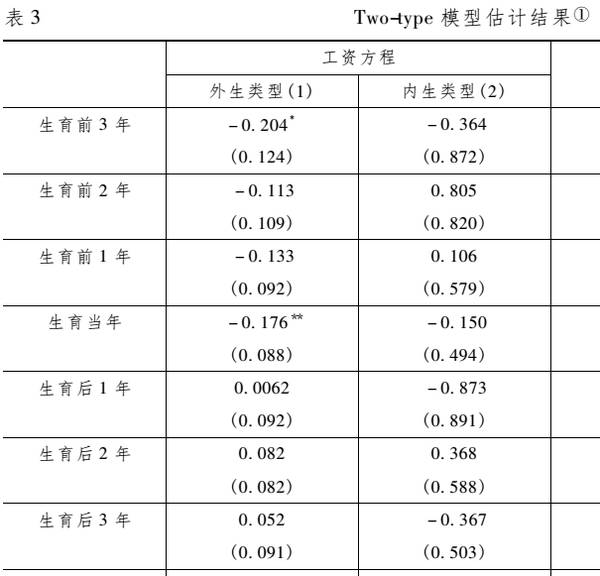 表 3 Two-type 模型估计结果①
工资方程
外生类型(1) 内生类型(2)
生育前 3 年 -0. 204* -0. 364
(0. 124) (0. 872)
生育前 2 年 -0. 113 0. 805
(0. 109) (0. 820)
生育前 1 年 -0. 133 0. 106
(0. 092) (0. 579)
生育当年 -0. 176** -0. 150
(0. 088) (0. 494)
生育后 1 年 0. 0062 -0. 873
(0. 092) (0. 891)
生育后 2 年 0. 082 0. 368
(0. 082) (0. 588)
生育后 3 年 0. 052 -0. 367
(0. 091) (0. 503)